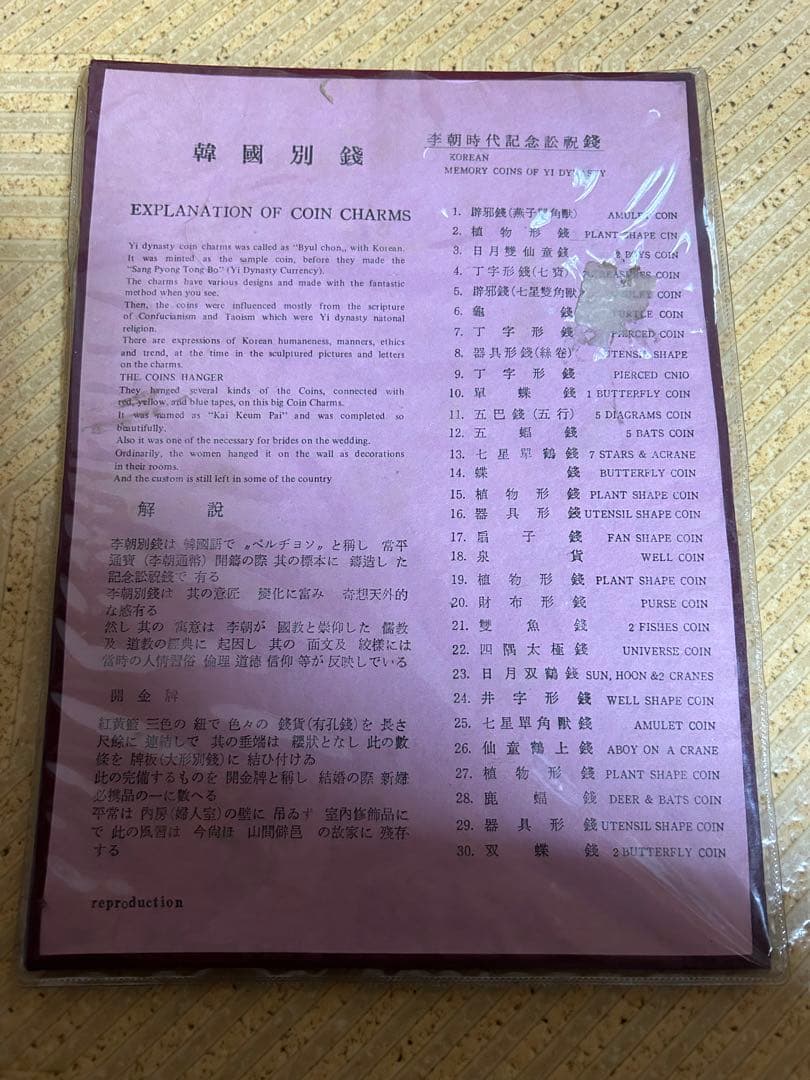 韓國別錢
EXPLANATION OF COIN CHARMS
Yi dynasty coin charms was called as "Byul chon,, with Korean.
It was minted as the sample coin, before they made the
"Sang Pyong Tong Bo" (Yi Dynasty Currency).
The charms have various designs and made with the fantastic
method when you see.
Then, the coins were influenced mostly from the scripture
of Confucianism and Taoism which were Yi dynasty natonal
religion.
There are expressions of Korean humaneness, manners, ethics
and trend, at the time in the sculptured pictures and letters
on the charms.
THE COINS HANGER
They hanged several kinds of the Coins, connected with
red, yellow, and blue tapes, on this big Coin Charms.
It was named as "Kai Keum Pai" and was completed so
beautifully.
Also it was one of the necessary for brides on the wedding.
Ordinarily, the women hanged it on the wall as decorations
in their rooms.
And the custom is still left in some of the country
解說
李朝別錢は 韓國語で〝ベルヂョソ〟と稱し 常平
通貨(李朝通幣)開鑄の際 其の標本に 鑄造した
記念訟祝錢で 有る
李朝別錢は 其の意匠 變化に富み 奇想天外的
な感有る
然し 其の 寓意は 李朝が 國教と崇仰した 儒教
及 道教の經典に 起因し 其の 面文及 紋樣には
當時の人情習俗 倫理 道德 信仰 等が 反映している
開金牌
紅黃藍 三色の 紐で 色々の 錢貨(有孔錢)を 長さ
尺餘に 連結して 其の垂端は 纓狀となし 此の數
條を 牌板(大形別錢)に 結ひ付ける
此の完備するものを 開金牌と稱し 結婚の際 新婦
必携品の一に數へる
平常は 內房(婦人室)の壁に 吊ゐず 室內修飾品に
で 此の風習は 今尙ほ 山間僻邑 の故家に 殘存
する
reproduction
李朝時代記念訟祝錢
KOREAN
MEMORY COINS OF YI DYNASTY
1. 辟邪錢(燕子單角獸) AMULET COIN
2. 植物形錢 PLANT SHAPE CIN
3. 日月雙仙童錢 2 BOYS COIN
4. 丁字形錢(七宝) TREASURES COIN
5. 辟邪錢(七星雙角獸 COIN
6. 龜錢 TURTLE COIN
7. 丁字形錢 PIERCED COIN
8. 器具形錢(絲卷) UTENSIL SHAPE
9. 丁字形錢 PIERCED CNIO
10. 單蝶錢 1 BUTTERFLY COIN
11. 五巴錢(五行) 5 DIAGRAMS COIN
12. 五蝠錢 5 BATS COIN
13. 七星單鶴錢 7 STARS & ACRANE
14. 蝶錢 BUTTERFLY COIN
15. 植物形錢 PLANT SHAPE COIN
16. 器具形錢 UTENSIL SHAPE COIN
17. 扇子錢 FAN SHAPE COIN
18. 泉貨 WELL COIN
19. 植物形錢 PLANT SHAPE COIN
20. 財布形錢 PURSE COIN
21. 雙魚錢 2 FISHES COIN
22. 四隅太極錢 UNIVERSE COIN
23. 日月双鶴錢 SUN, HOON &2 CRANES
24. 井字形錢 WELL SHAPE COIN
25. 七星單角獸錢 AMULET COIN
26. 仙童鶴上錢 ABOY ON A CRANE
27. 植物形錢 PLANT SHAPE COIN
28. 鹿蝠錢 DEER & BATS COIN
29. 器具形錢 UTENSIL SHAPE COIN
30. 双蝶錢 2 BUTTERFLY COIN